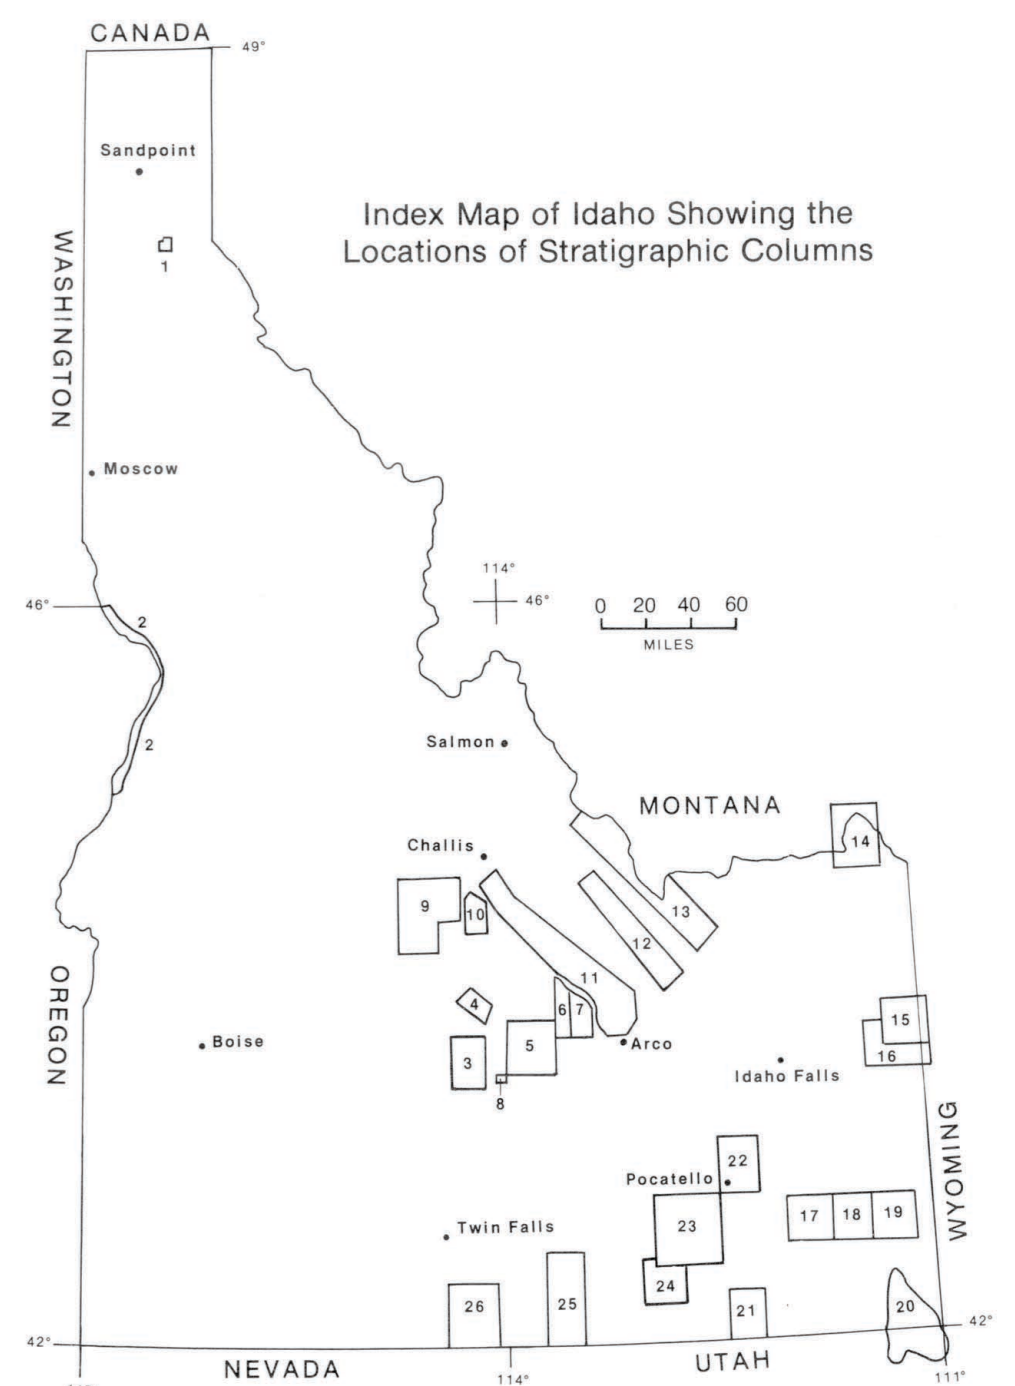 CANADA
49°
Sandpoint
Index Map of Idaho Showing the
Locations of Stratigraphic Columns
WASHINGTON
1
Moscow
114°
46°
46°
0 20 40 60
MILES
2
2
Salmon
MONTANA
14
Challis
9
10
13
12
11
OREGON
4
6 7
15
Boise
5
Arco
16
3
Idaho Falls
8
WYOMING
22
Pocatello
17 18 19
23
Twin Falls
24
26
25
21
20
42°
42°
NEVADA
UTAH
114°
111°